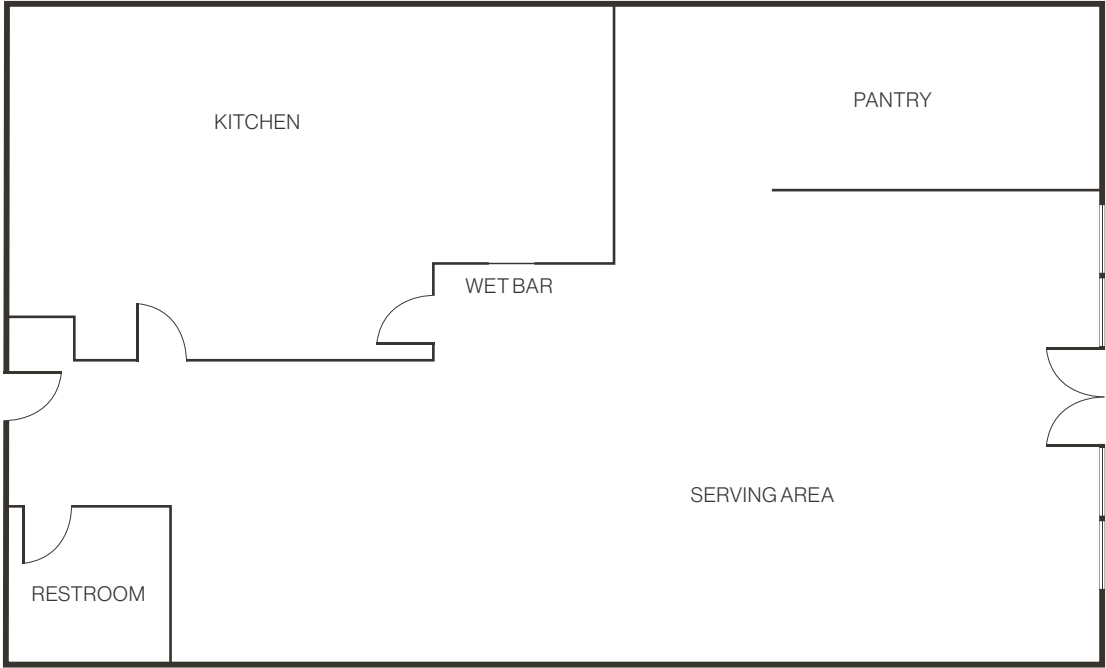 PANTRY
KITCHEN
WET BAR
SERVING AREA
RESTROOM